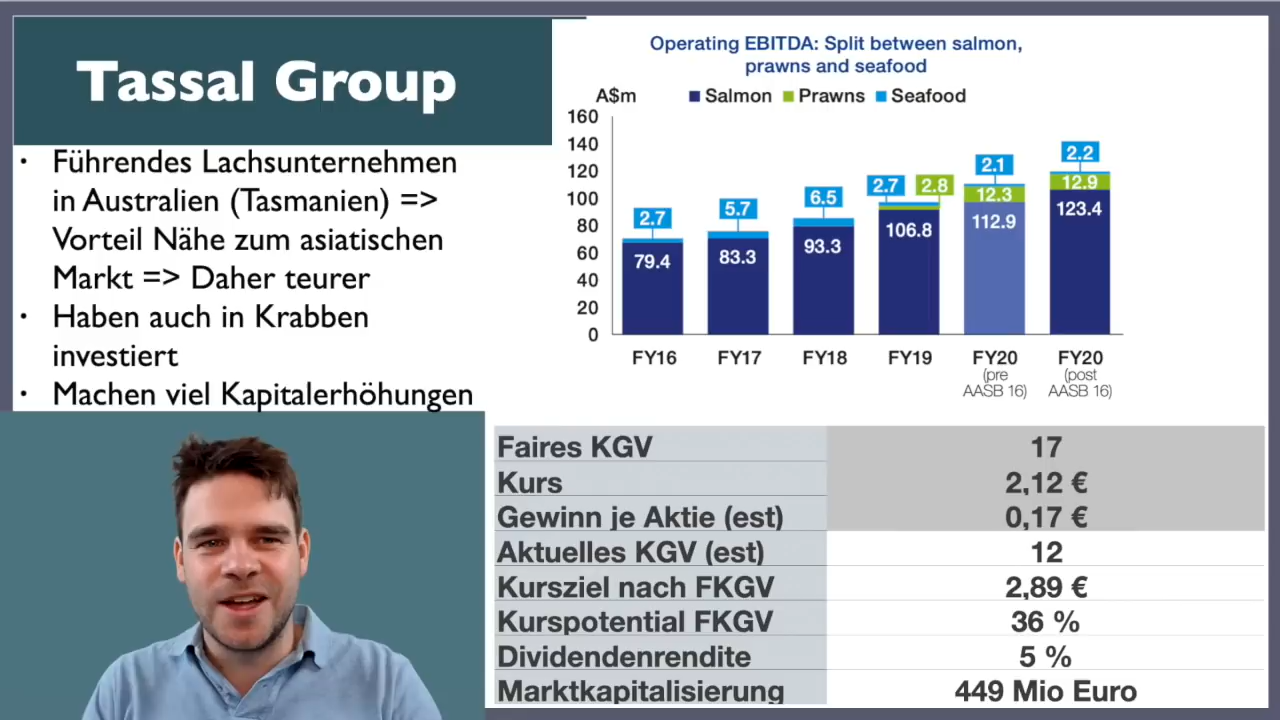 Tassal Group
• Führendes Lachsunternehmen
in Australien (Tasmanien) =>
Vorteil Nähe zum asiatischen
Markt => Daher teurer
• Haben auch in Krabben
investiert
• Machen viel Kapitalerhöhungen
Operating EBITDA: Split between salmon,
prawns and seafood
A$m
Salmon Prawns Seafood
160
140
120
100
80
60
40
20
0
2.7
79.4
5.7
83.3
6.5
93.3
2.7 2.8
106.8
2.1
12.3
112.9
2.2
12.9
123.4
FY16 FY17 FY18 FY19 FY20 FY20
(pre (post
AASB 16) AASB 16)
Faires KGV 17
Kurs 2,12 €
Gewinn je Aktie (est) 0,17 €
Aktuelles KGV (est) 12
Kursziel nach FKGV 2,89 €
Kurspotential FKGV 36 %
Dividendenrendite 5 %
Marktkapitalisierung 449 Mio Euro